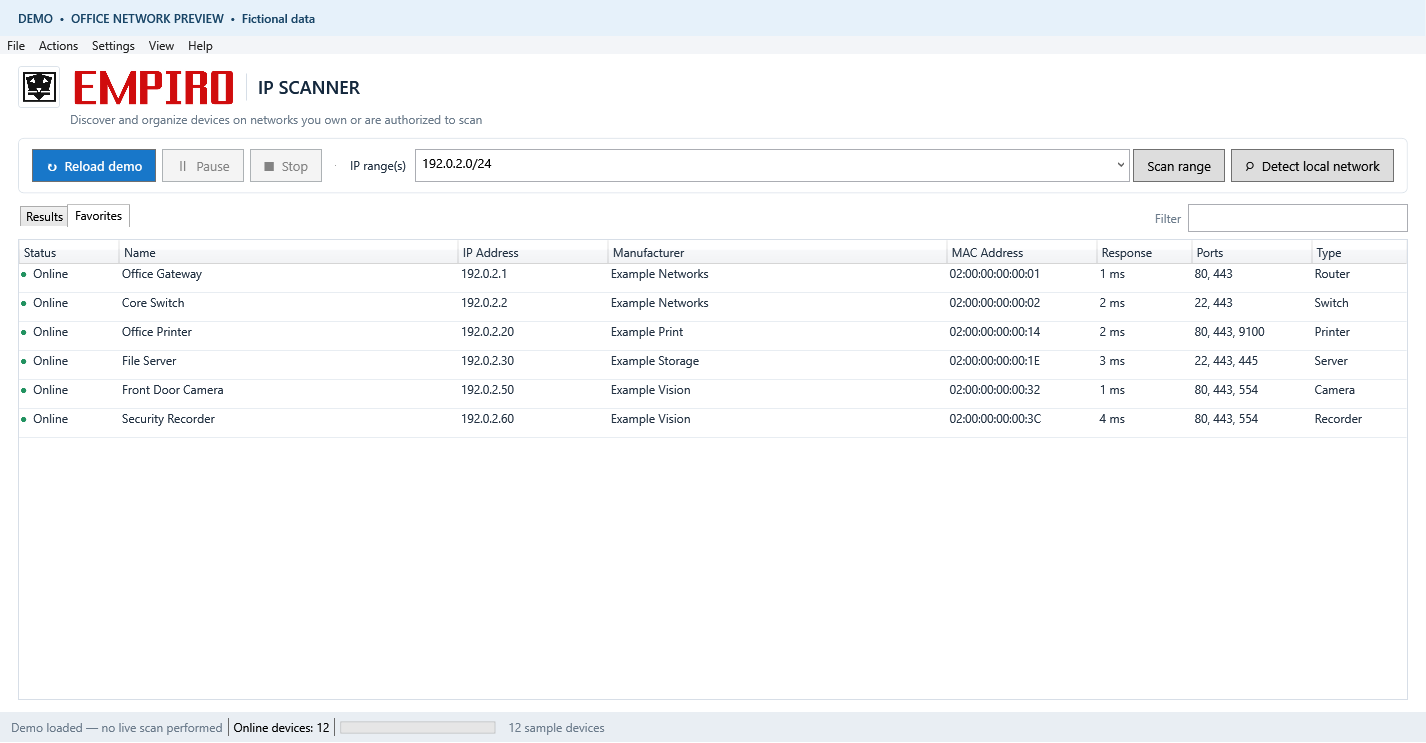 DEMO • OFFICE NETWORK PREVIEW • Fictional data
File Actions Settings View Help
EMPIRO IP SCANNER
Discover and organize devices on networks you own or are authorized to scan
Reload demo Pause Stop · IP range(s) 192.0.2.0/24 Scan range Detect local network
Results Favorites Filter
Status Name IP Address Manufacturer MAC Address Response Ports Type
Online Office Gateway 192.0.2.1 Example Networks 02:00:00:00:00:01 1 ms 80, 443 Router
Online Core Switch 192.0.2.2 Example Networks 02:00:00:00:00:02 2 ms 22, 443 Switch
Online Office Printer 192.0.2.20 Example Print 02:00:00:00:00:14 2 ms 80, 443, 9100 Printer
Online File Server 192.0.2.30 Example Storage 02:00:00:00:00:1E 3 ms 22, 443, 445 Server
Online Front Door Camera 192.0.2.50 Example Vision 02:00:00:00:00:32 1 ms 80, 443, 554 Camera
Online Security Recorder 192.0.2.60 Example Vision 02:00:00:00:00:3C 4 ms 80, 443, 554 Recorder
Demo loaded — no live scan performed Online devices: 12 12 sample devices